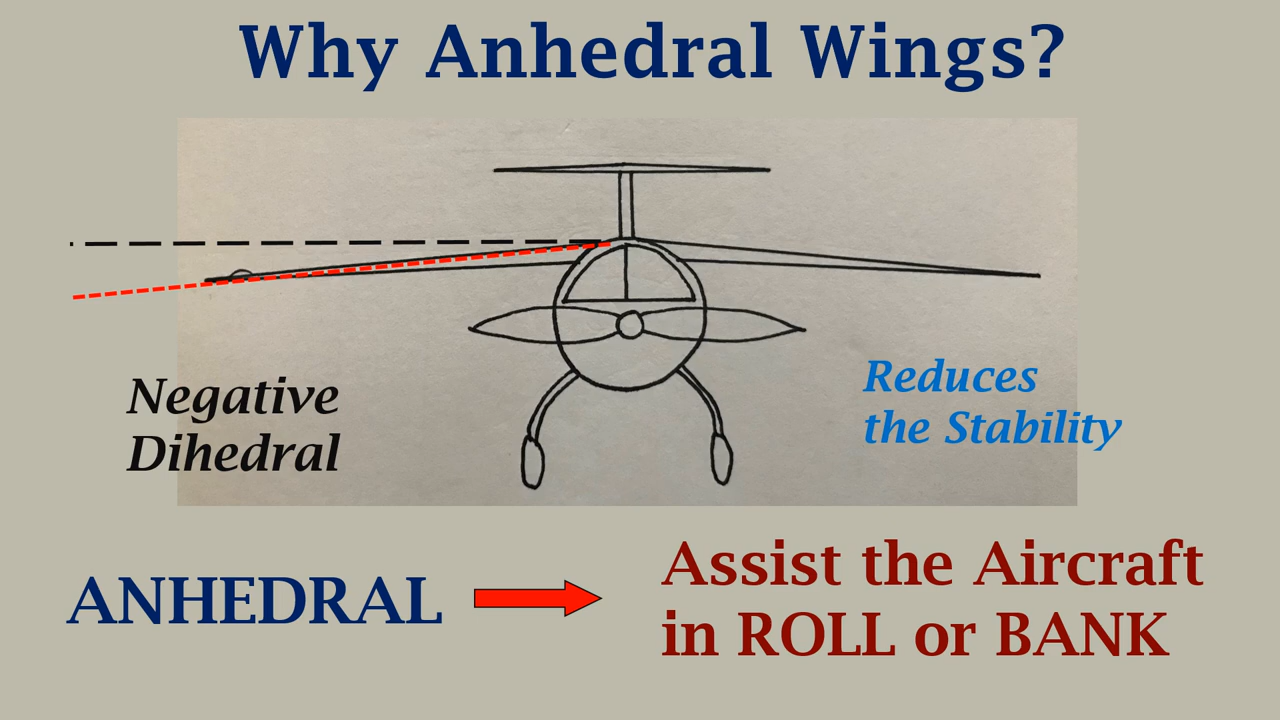 Why Anhedral Wings?
Negative
Dihedral
Reduces
the Stability
ANHEDRAL
Assist the Aircraft
in ROLL or BANK